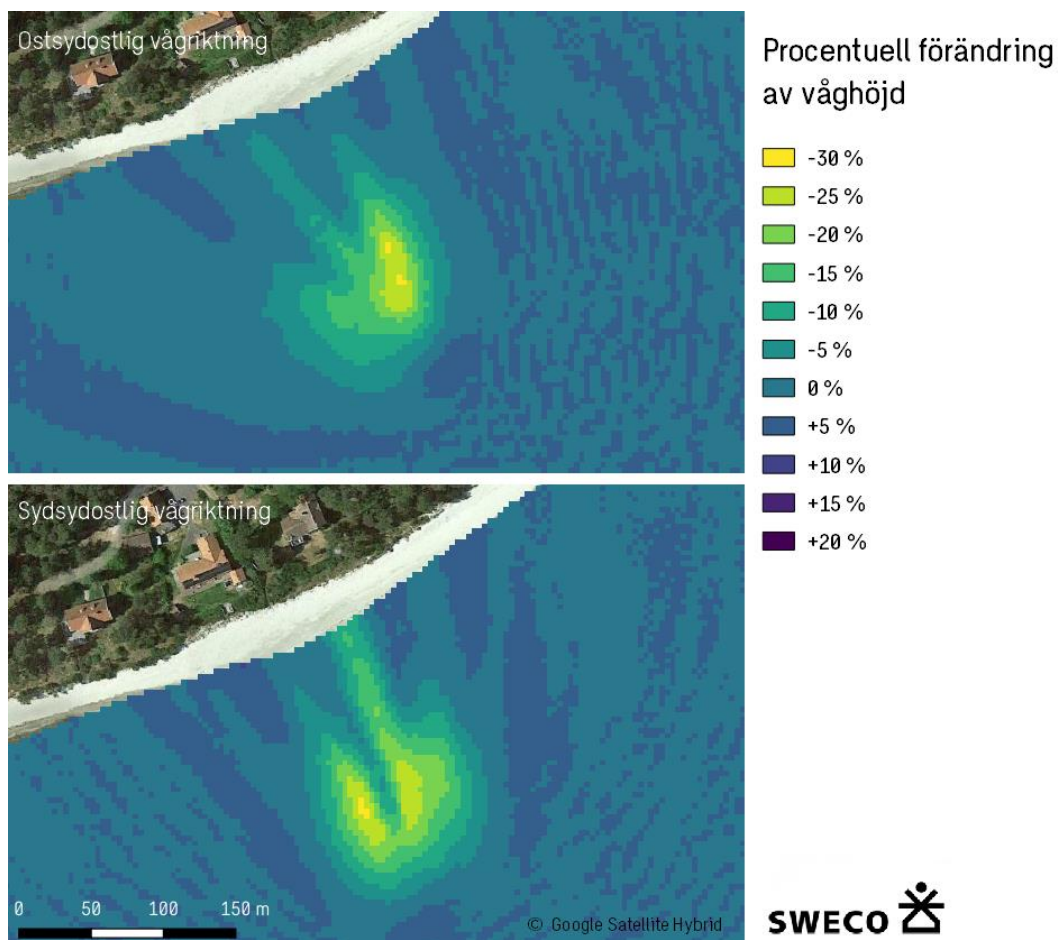 Ostsydostlig vågriktning
Procentuell förändring
av våghöjd
-30 %
-25 %
-20 %
-15 %
-10 %
-5 %
0 %
+5 %
+10 %
+15 %
+20 %
Sydsydostlig vågriktning
0 50 100 150 m
© Google Satellite Hybrid
SWECO